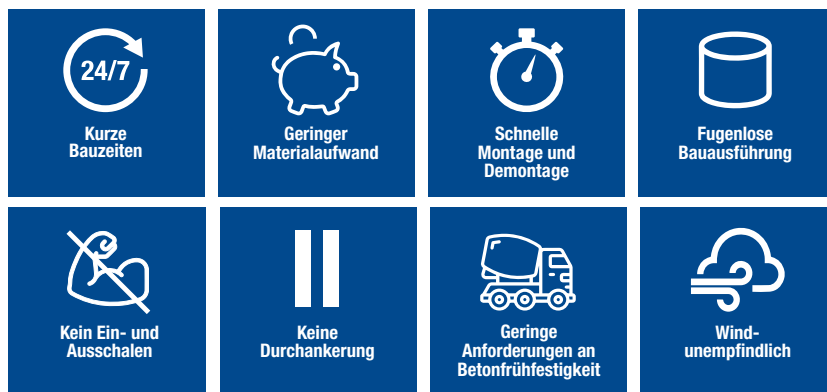 24/7
Kurze
Bauzeiten
Geringer
Materialaufwand
Schnelle
Montage und
Demontage
Fugenlose
Bauausführung
Kein Ein- und
Ausschalen
Keine
Durchankerung
Geringe
Anforderungen an
Betonfrühfestigkeit
Wind-
unempfindlich